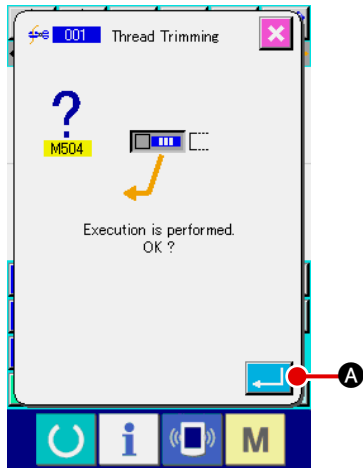 001 Thread Trimming
?
M504
Execution is performed.
OK ?
A
i M